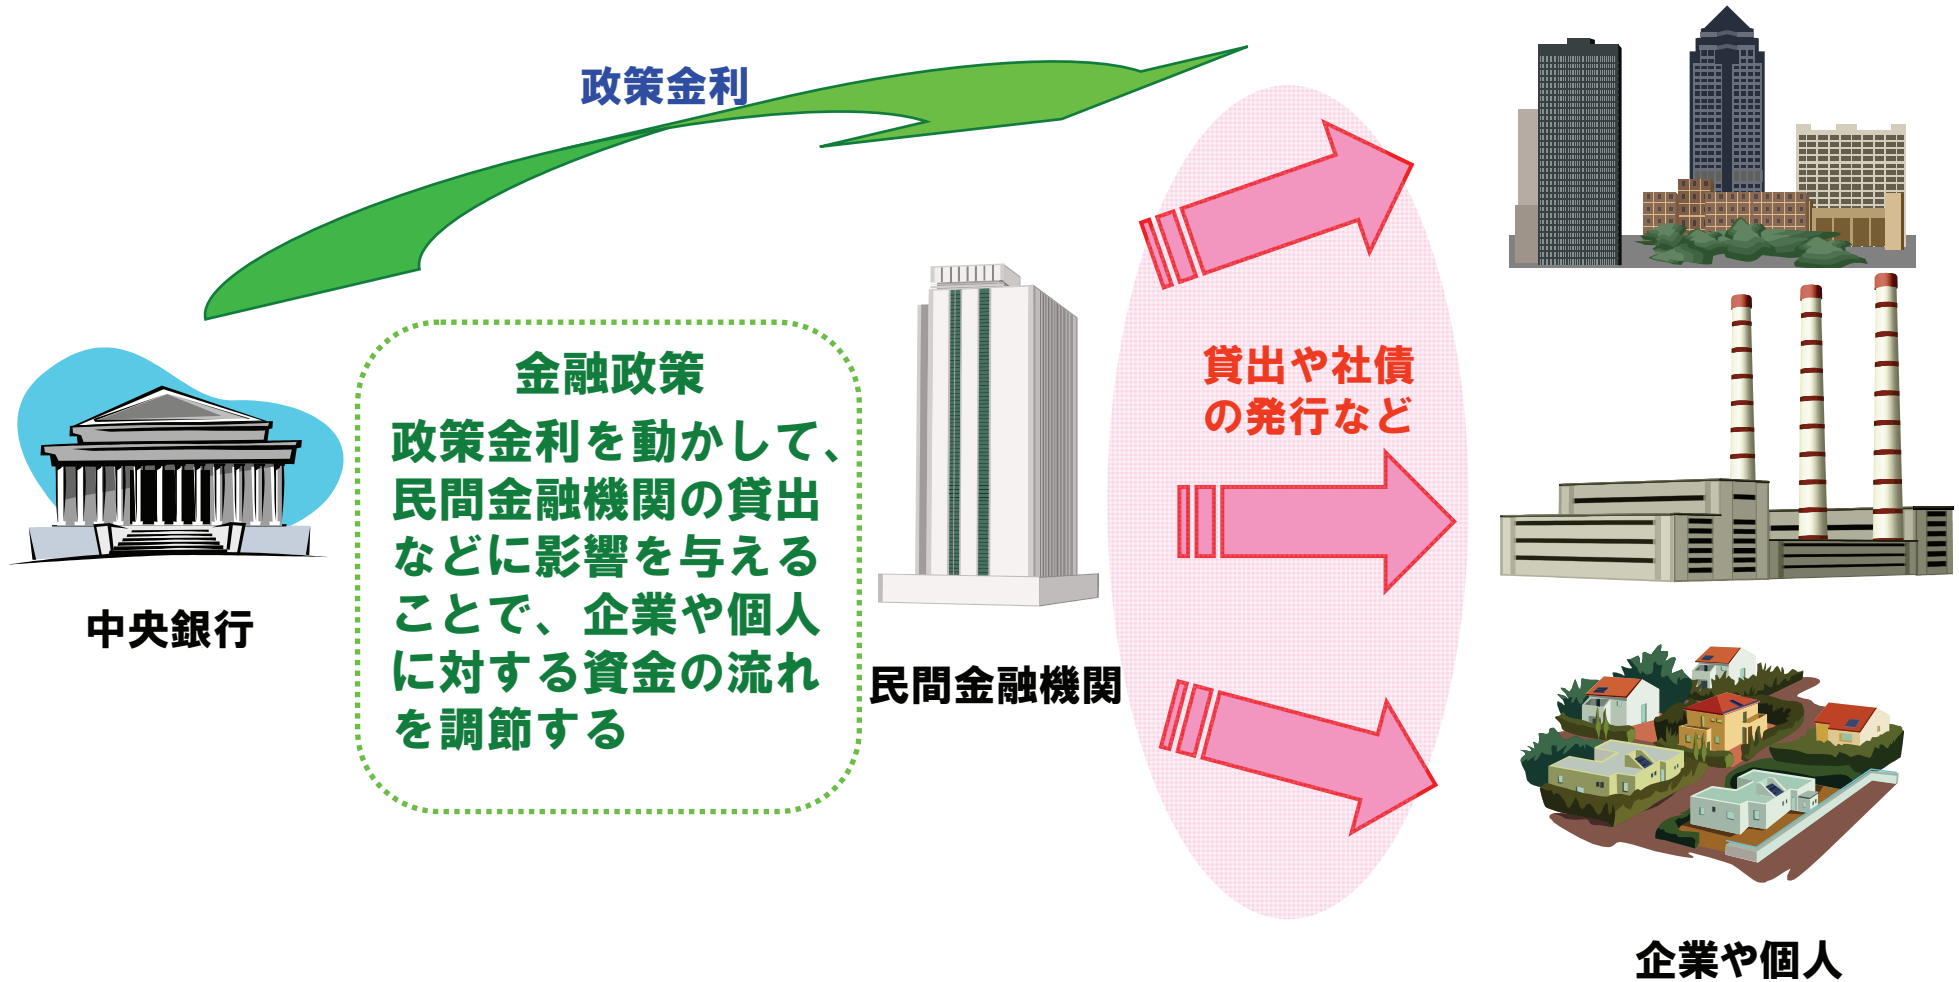 政策金利
金融政策
政策金利を動かして、
民間金融機関の貸出
などに影響を与える
ことで、企業や個人
に対する資金の流れ
を調節する
中央銀行
民間金融機関
貸出や社債
の発行など
企業や個人